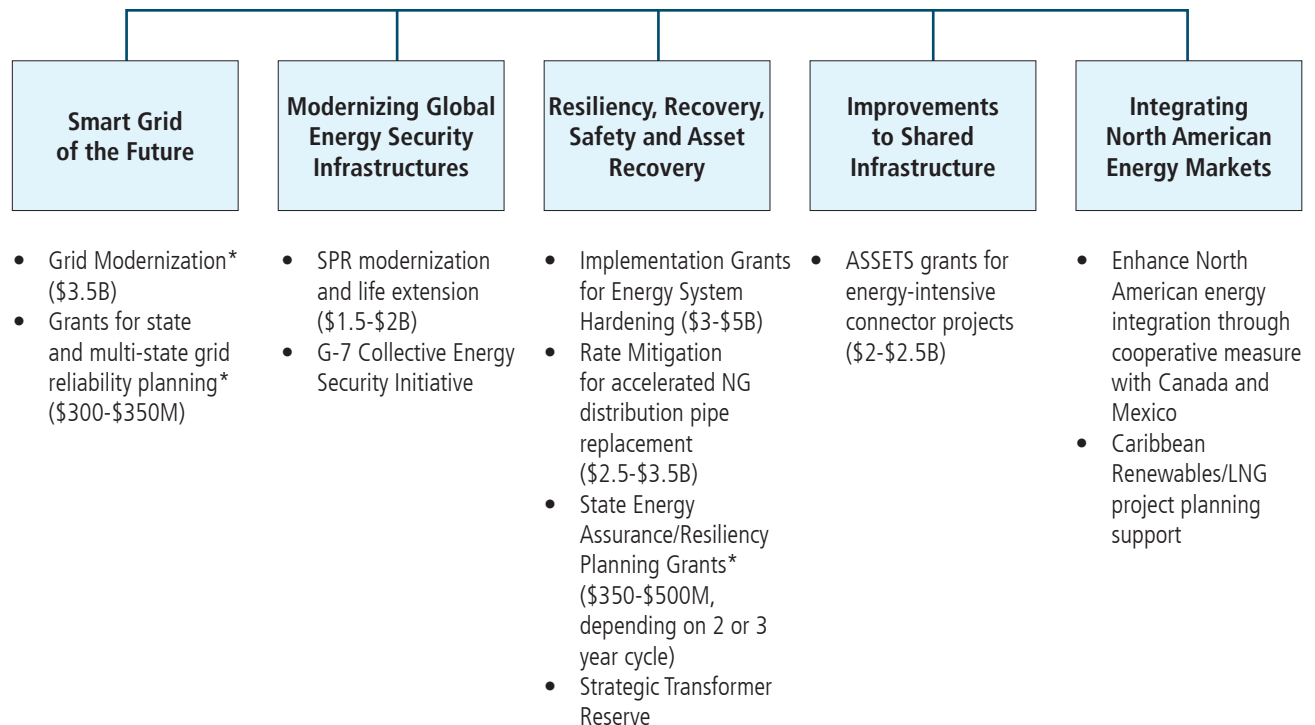 Smart Grid
of the Future
Modernizing Global
Energy Security
Infrastructures
Resiliency, Recovery,
Safety and Asset
Recovery
Improvements
to Shared
Infrastructure
Integrating
North American
Energy Markets
• Grid Modernization*
($3.5B)
• Grants for state
and multi-state grid
reliability planning*
($300-$350M)
• SPR modernization
and life extension
($1.5-$2B)
• G-7 Collective Energy
Security Initiative
• Implementation Grants
for Energy System
Hardening ($3-$5B)
• Rate Mitigation
for accelerated NG
distribution pipe
replacement
($2.5-$3.5B)
• State Energy
Assurance/Resiliency
Planning Grants*
($350-$500M,
depending on 2 or 3
year cycle)
• Strategic Transformer
Reserve
• ASSETS grants for
energy-intensive
connector projects
($2-$2.5B)
• Enhance North
American energy
integration through
cooperative measure
with Canada and
Mexico
• Caribbean
Renewables/LNG
project planning
support